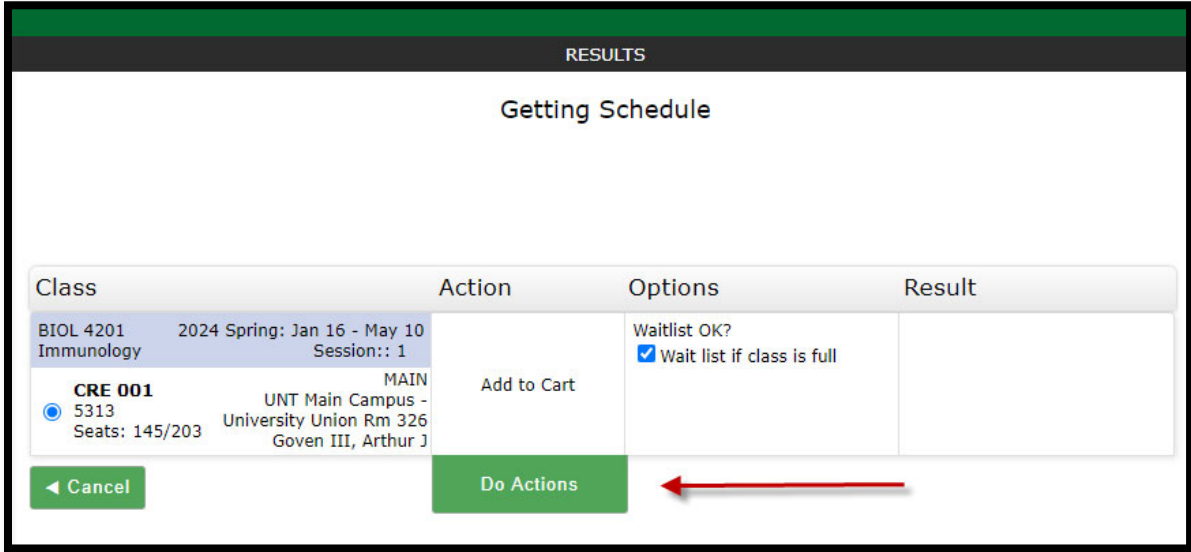 RESULTS
Getting Schedule
Class Action Options Result
BIOL 4201 2024 Spring: Jan 16 - May 10
Immunology Session:: 1
Waitlist OK?
Wait list if class is full
CRE 001
5313
Seats: 145/203
MAIN
UNT Main Campus -
University Union Rm 326
Goven III, Arthur J
Add to Cart
Cancel
Do Actions